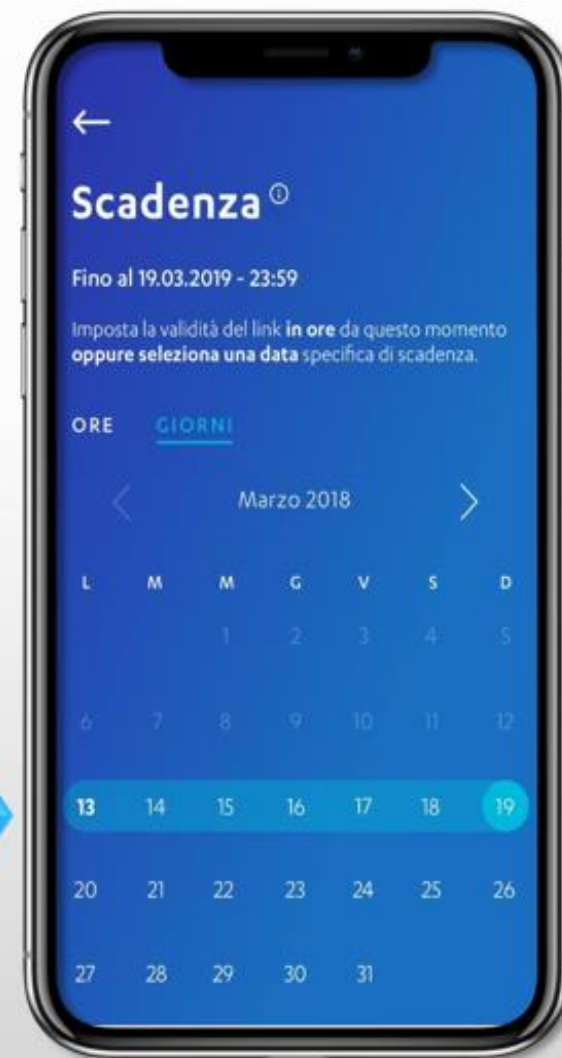 Scadenza
Fino al 19.03.2019 - 23:59
Imposta la validità del link in ore da questo momento
oppure seleziona una data specifica di scadenza.
ORE GIORNI
Marzo 2018
L M M G V S D
1 2 3 4 5
6 7 8 9 10 11 12
13 14 15 16 17 18 19
20 21 22 23 24 25 26
27 28 29 30 31